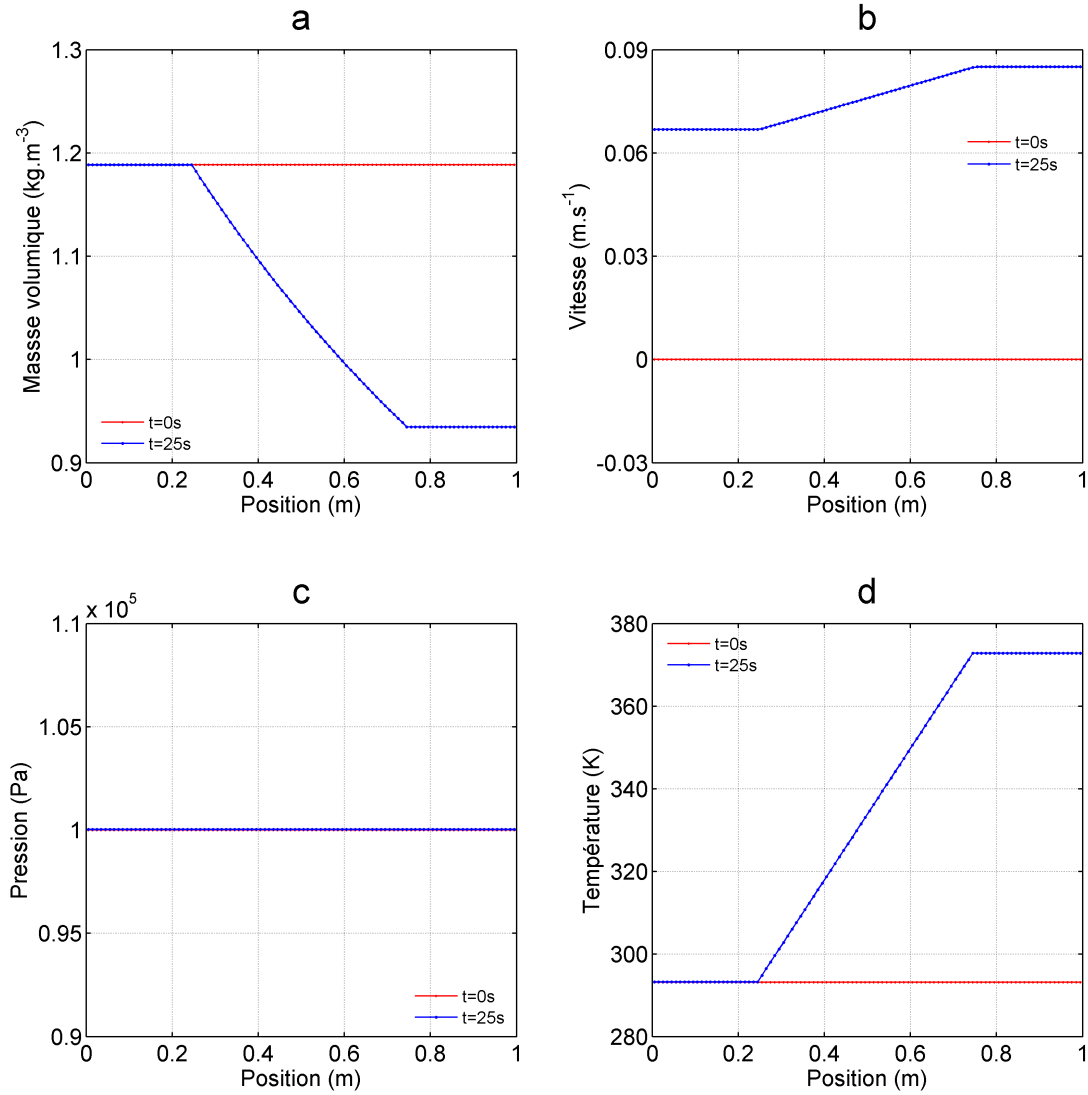 a
1.3
1.2
1.1
1
0.9
Masssse volumique (kg.m-3)
t=0s
t=25s
0 0.2 0.4 0.6 0.8 1
Position (m)
b
0.09
0.06
0.03
0
-0.03
Vitesse (m.s-1)
t=0s
t=25s
0 0.2 0.4 0.6 0.8 1
Position (m)
c
x 105
1.1
1.05
1
0.95
0.9
Pression (Pa)
t=0s
t=25s
0 0.2 0.4 0.6 0.8 1
Position (m)
d
380
360
340
320
300
280
Température (K)
t=0s
t=25s
0 0.2 0.4 0.6 0.8 1
Position (m)